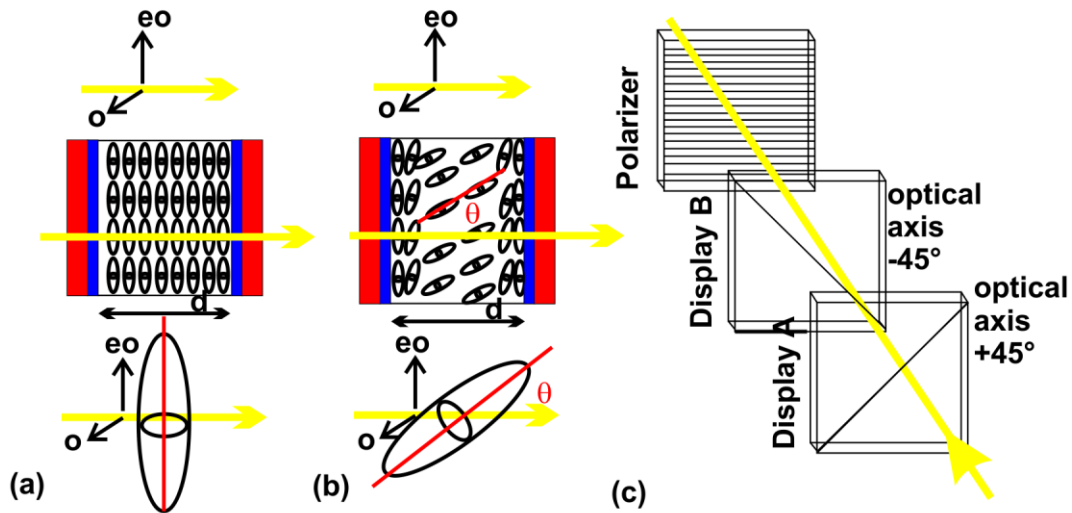 eo
o
d
eo
o
(a)
eo
o
θ
d
eo
o
θ
(b)
Polarizer
Display B
optical
axis
-45°
Display A
optical
axis
+45°
(c)